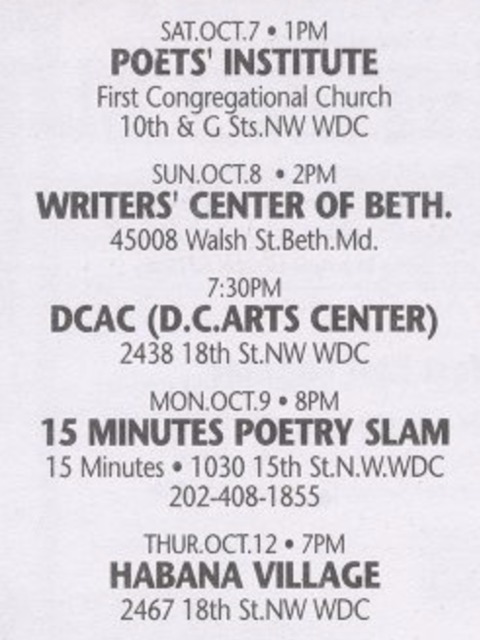 SAT.OCT.7 • 1PM
POETS' INSTITUTE
First Congregational Church
10th & G Sts.NW WDC
SUN.OCT.8 • 2PM
WRITERS' CENTER OF BETH.
45008 Walsh St.Beth.Md.
7:30PM
DCAC (D.C.ARTS CENTER)
2438 18th St.NW WDC
MON.OCT.9 • 8PM
15 MINUTES POETRY SLAM
15 Minutes • 1030 15th St.N.W.WDC
202-408-1855
THUR.OCT.12 • 7PM
HABANA VILLAGE
2467 18th St.NW WDC